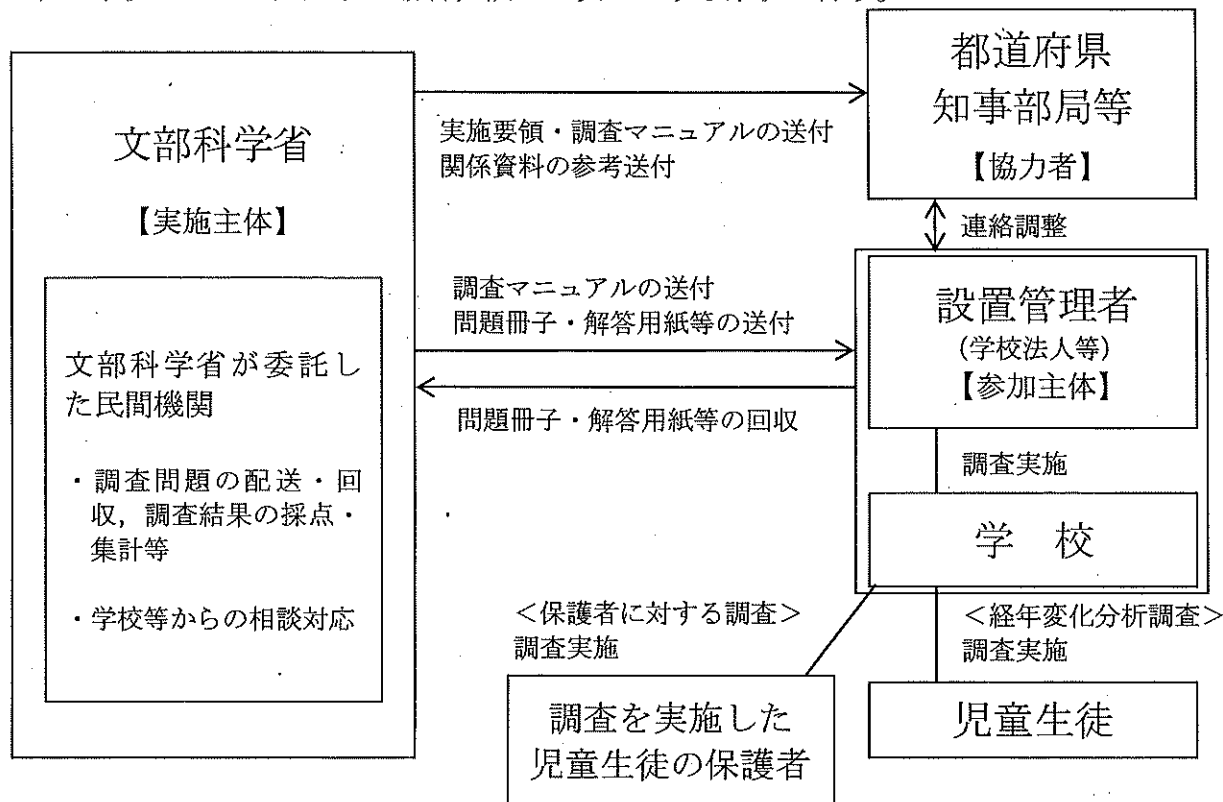 文部科学省
【実施主体】
文部科学省が委託し
た民間機関
・調査問題の配送・回
収，調査結果の採点・
集計等
・学校等からの相談対応
実施要領・調査マニュアルの送付
関係資料の参考送付
調査マニュアルの送付
問題冊子・解答用紙等の送付
問題冊子・解答用紙等の回収
都道府県
知事部局等
【協力者】
連絡調整
設置管理者
(学校法人等)
【参加主体】
調査実施
学　校
＜保護者に対する調査＞
調査実施
＜経年変化分析調査＞
調査実施
調査を実施した
児童生徒の保護者
児童生徒